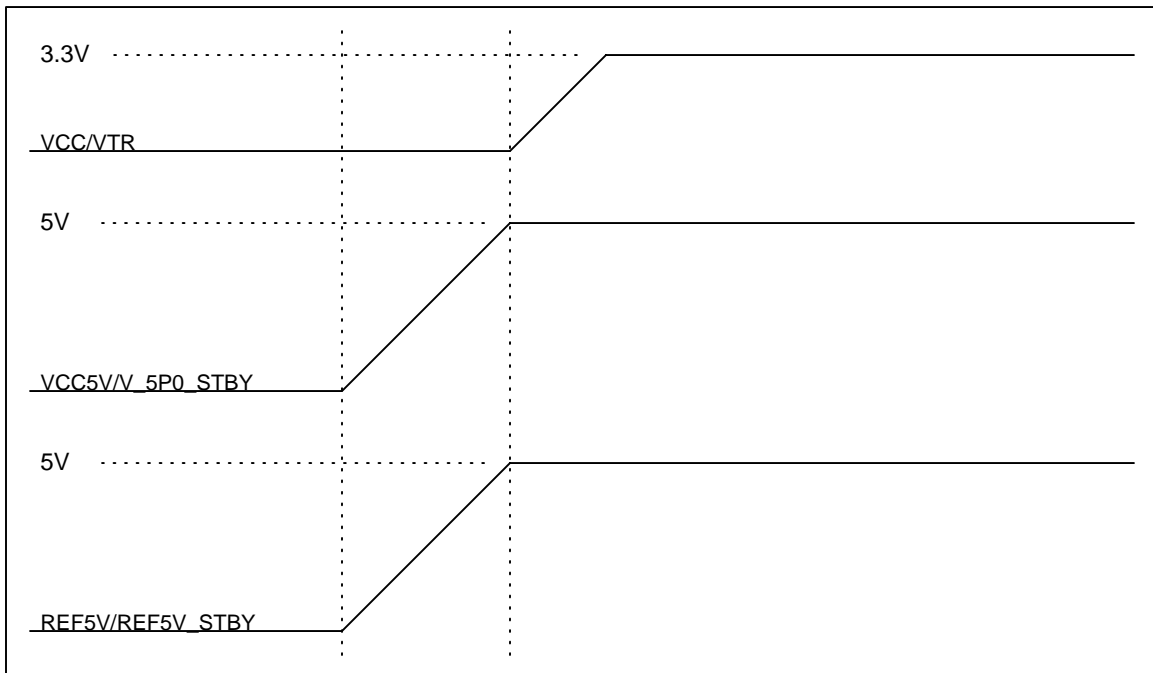 3.3V
VCC/VTR
5V
VCC5V/V_5P0_STBY
5V
REF5V/REF5V_STBY